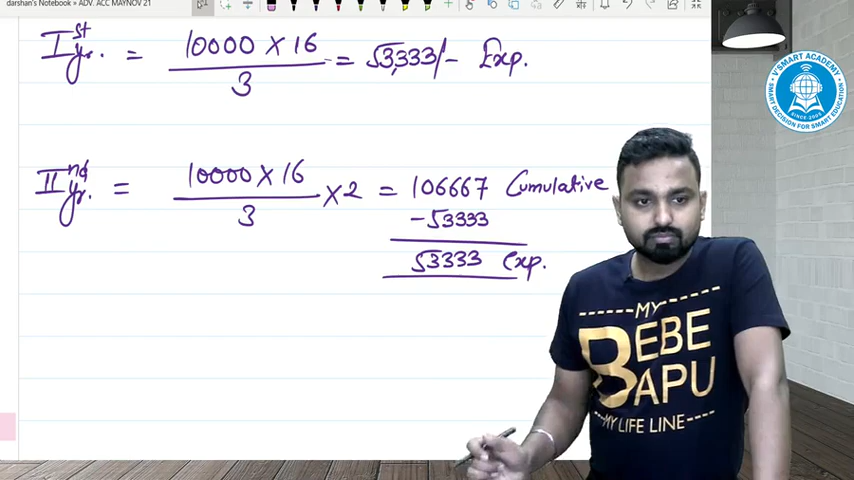 darshan's Notebook » ADV. ACC MAYNOV 21
Ist yr. = 10000 X 16 / 3 = 53,333/- Exp.
IInd yr. = 10000 X 16 / 3 X 2 = 106667 Cumulative
-53333
53333 Exp.
V'SMART ACADEMY
SINCE-2005
SMART DECISION FOR SMART EDUCATION
MY
BEBE
BAPU
MY LIFE LINE